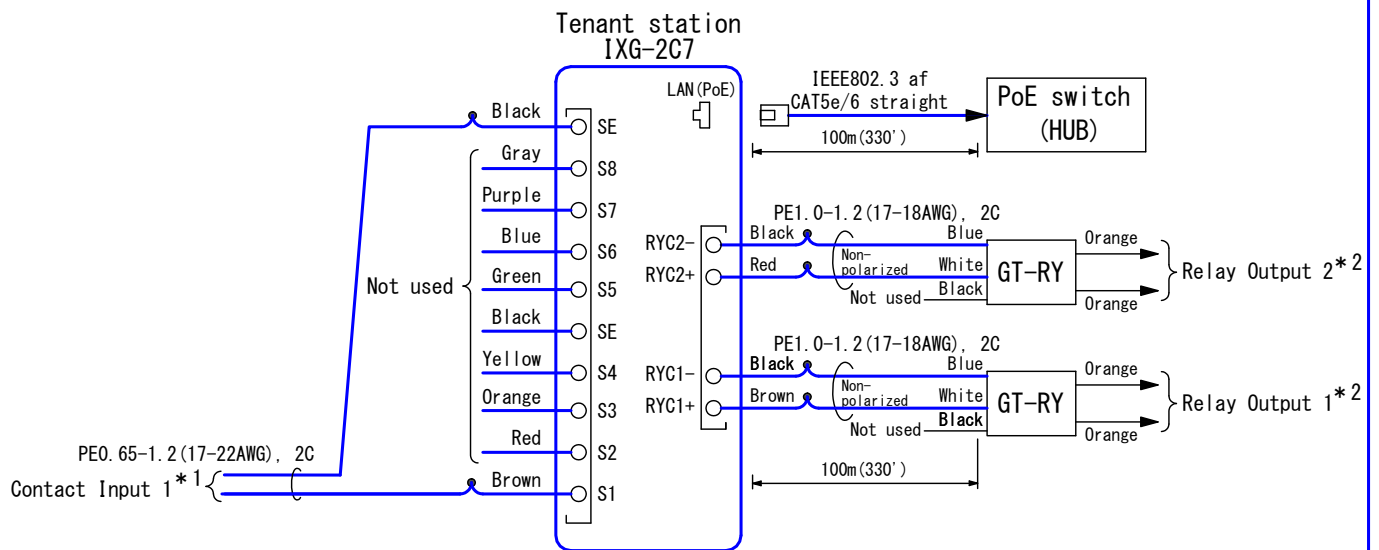 Tenant station
IXG-2C7
LAN(PoE)
IEEE802.3 af
CAT5e/6 straight
100m(330')
PoE switch
(HUB)
Black
SE
Gray
S8
Purple
S7
Blue
S6
Green
S5
Black
SE
Yellow
S4
Orange
S3
Red
S2
Brown
S1
Not used
PE0.65-1.2(17-22AWG), 2C
Contact Input 1*1
PE1.0-1.2(17-18AWG), 2C
RYC2-
Black
Blue
RYC2+
Red
Non-
polarized
White
Not used
Black
GT-RY
Orange
Orange
Relay Output 2*2
PE1.0-1.2(17-18AWG), 2C
RYC1-
Black
Blue
RYC1+
Brown
Non-
polarized
White
Not used
Black
GT-RY
Orange
Orange
Relay Output 1*2
100m(330')